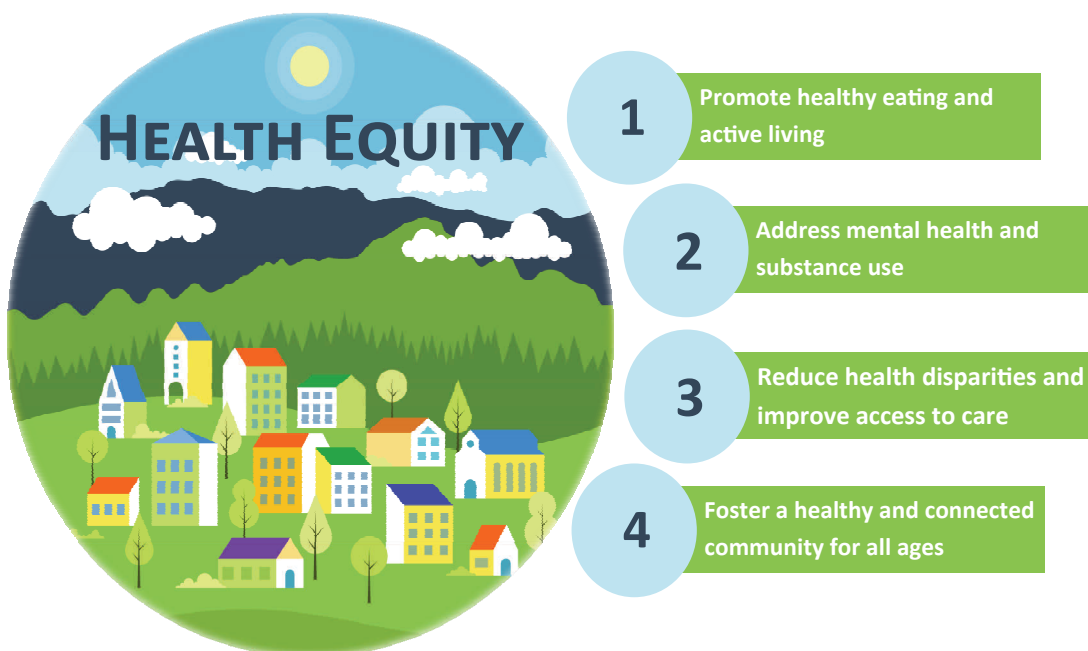 HEALTH EQUITY
1
Promote healthy eating and
active living
2
Address mental health and
substance use
3
Reduce health disparities and
improve access to care
4
Foster a healthy and connected
community for all ages